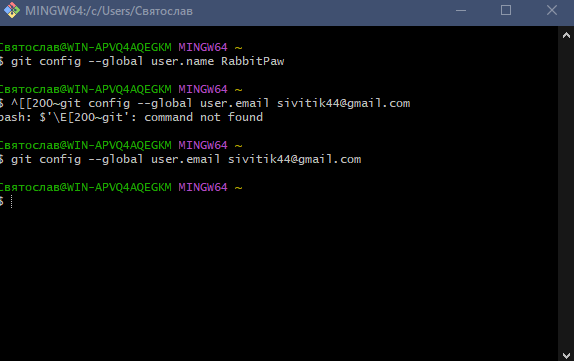 MINGW64:/c/Users/Святослав
Святослав@WIN-APVQ4AQEGKM MINGW64 ~
$ git config --global user.name RabbitPaw
Святослав@WIN-APVQ4AQEGKM MINGW64 ~
$ ^[[200~git config --global user.email sivitik44@gmail.com
bash: $'\E[200~git': command not found
Святослав@WIN-APVQ4AQEGKM MINGW64 ~
$ git config --global user.email sivitik44@gmail.com
Святослав@WIN-APVQ4AQEGKM MINGW64 ~
$